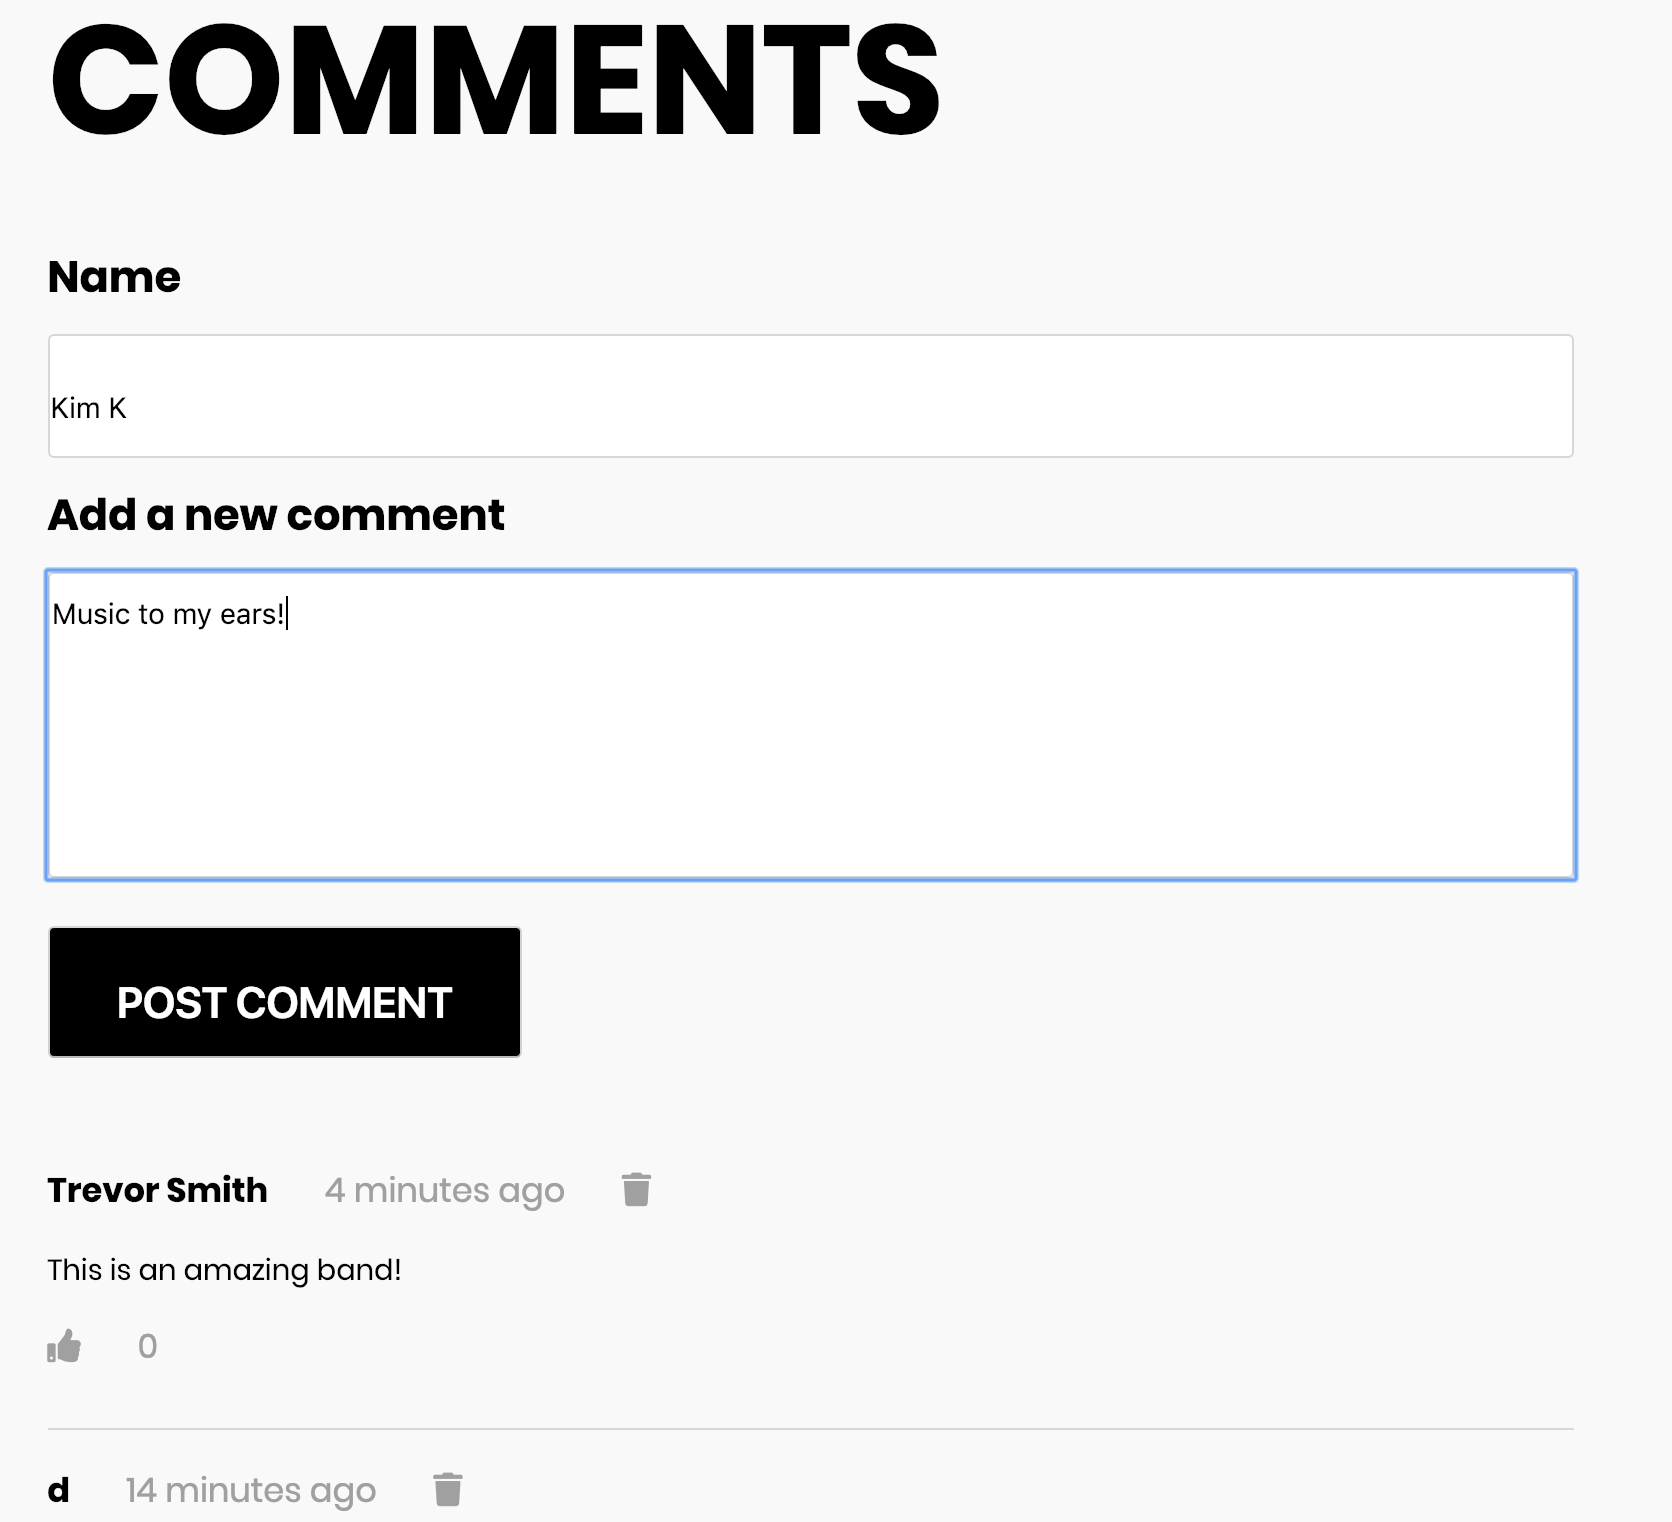 COMMENTS
Name
Kim K
Add a new comment
Music to my ears!
POST COMMENT
Trevor Smith 4 minutes ago
This is an amazing band!
0
d 14 minutes ago